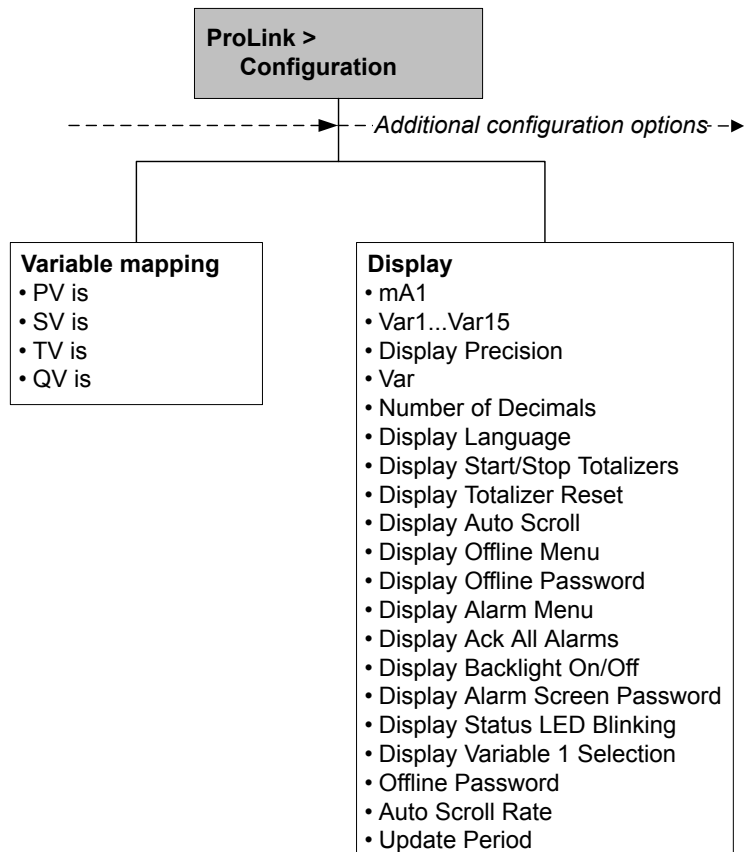 ProLink >
Configuration
Additional configuration options
Variable mapping
• PV is
• SV is
• TV is
• QV is
Display
• mA1
• Var1...Var15
• Display Precision
• Var
• Number of Decimals
• Display Language
• Display Start/Stop Totalizers
• Display Totalizer Reset
• Display Auto Scroll
• Display Offline Menu
• Display Offline Password
• Display Alarm Menu
• Display Ack All Alarms
• Display Backlight On/Off
• Display Alarm Screen Password
• Display Status LED Blinking
• Display Variable 1 Selection
• Offline Password
• Auto Scroll Rate
• Update Period